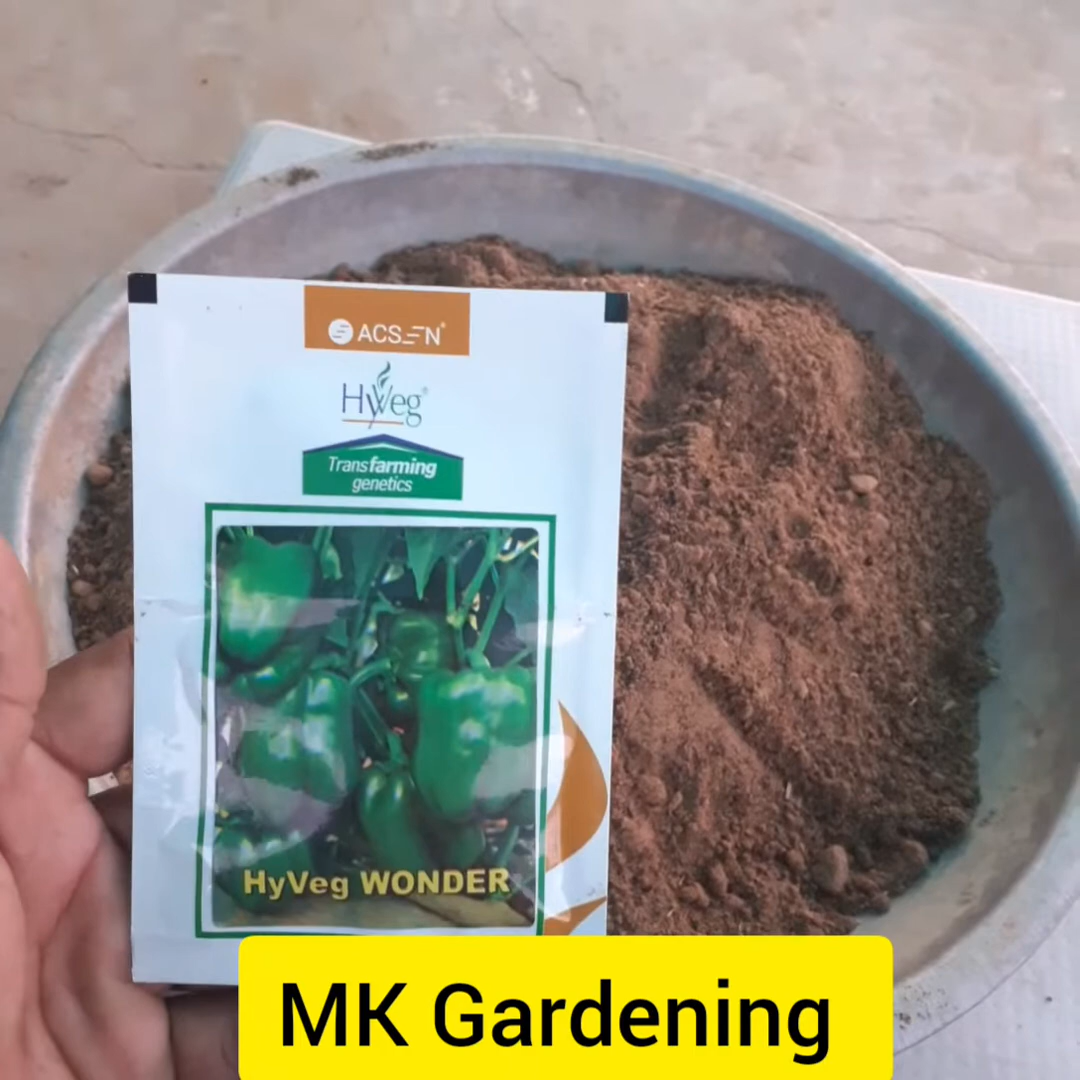 ACSEN®
HyVeg®
Transfarming
genetics
HyVeg WONDER
MK Gardening